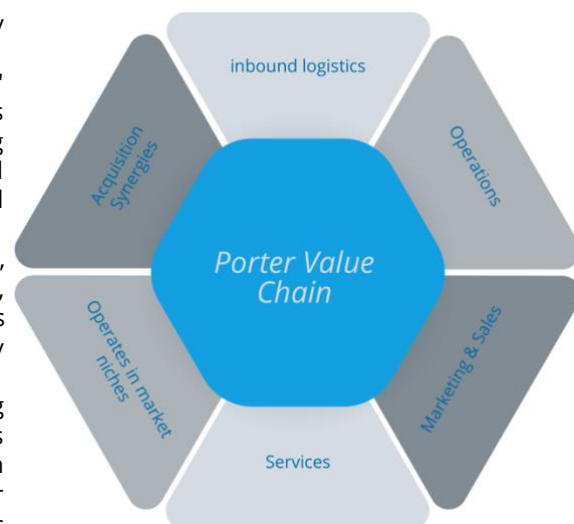 inbound logistics
Operations
Marketing & Sales
Services
Operates in market
niches
Acquisition
Synergies
Porter Value
Chain